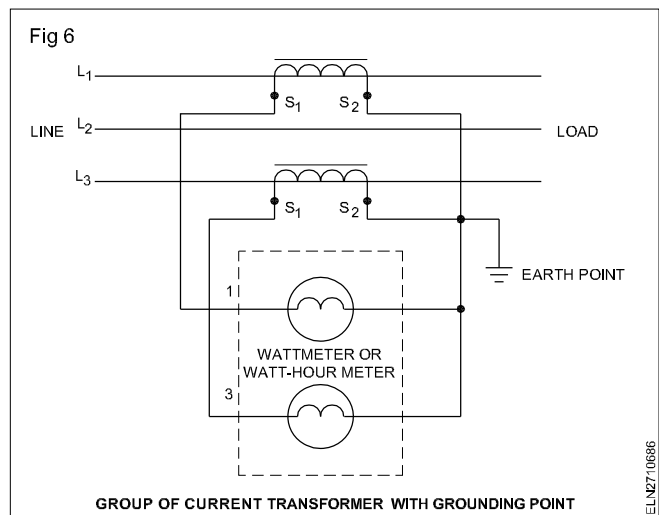 Fig 6
L1
S1 S2
LINE L2 LOAD
L3
S1 S2
EARTH POINT
1
WATTMETER OR
WATT-HOUR METER
3
GROUP OF CURRENT TRANSFORMER WITH GROUNDING POINT
ELN2710686